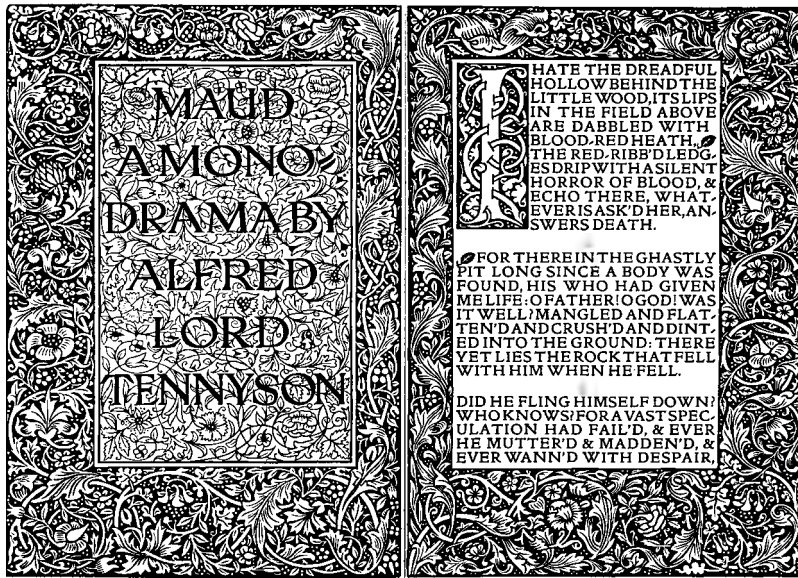 MAUD
A MONO-
DRAMA BY
ALFRED
LORD
TENNYSON
I HATE THE DREADFUL
HOLLOW BEHIND THE
LITTLE WOOD, ITS LIPS
IN THE FIELD ABOVE
ARE DABBLED WITH
BLOOD-RED HEATH,
THE RED-RIBB'D LEDG-
ES DRIP WITH A SILENT
HORROR OF BLOOD, &
ECHO THERE, WHAT-
EVER IS ASK'D HER, AN-
SWERS DEATH.
FOR THERE IN THE GHASTLY
PIT LONG SINCE A BODY WAS
FOUND, HIS WHO HAD GIVEN
ME LIFE: O FATHER! O GOD! WAS
IT WELL? MANGLED AND FLAT-
TEN'D AND CRUSH'D AND DINT-
ED INTO THE GROUND: THERE
YET LIES THE ROCK THAT FELL
WITH HIM WHEN HE FELL.
DID HE FLING HIMSELF DOWN?
WHO KNOWS? FOR A VAST SPEC-
ULATION HAD FAIL'D, & EVER
HE MUTTER'D & MADDEN'D, &
EVER WANN'D WITH DESPAIR,